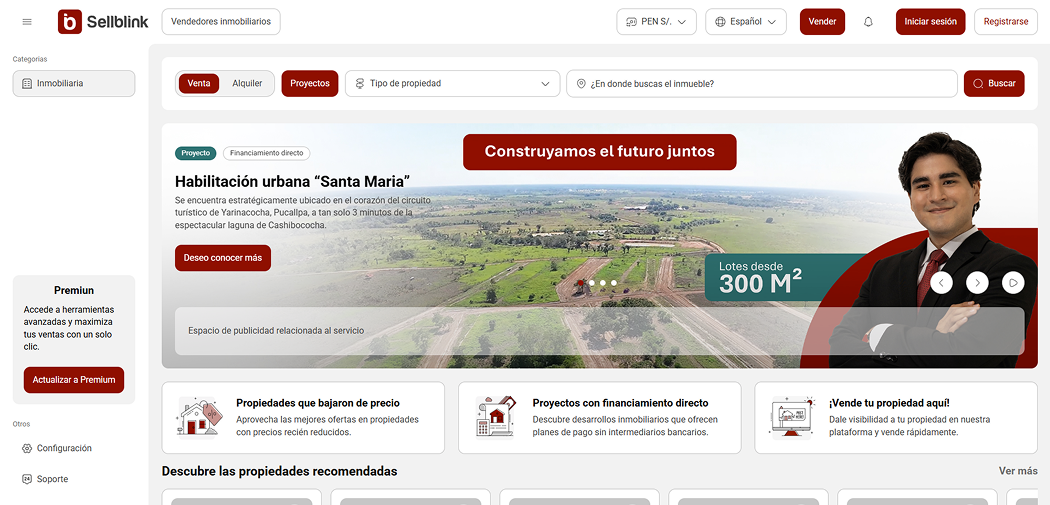 Sellblink
Vendedores inmobiliarios
PEN S/.
Español
Vender
Iniciar sesión
Registrarse
Categorias
Inmobiliaria
Venta
Alquiler
Proyectos
Tipo de propiedad
¿En donde buscas el inmueble?
Buscar
Construyamos el futuro juntos
Proyecto
Financiamiento directo
Habilitación urbana “Santa Maria”
Se encuentra estratégicamente ubicado en el corazón del circuito
turístico de Yarinacocha, Pucallpa, a tan solo 3 minutos de la
espectacular laguna de Cashibococha.
Deseo conocer más
Lotes desde
300 M²
Espacio de publicidad relacionada al servicio
Premiun
Accede a herramientas
avanzadas y maximiza
tus ventas con un solo
clic.
Actualizar a Premium
Otros
Configuración
24
Soporte
Propiedades que bajaron de precio
Aprovecha las mejores ofertas en propiedades
con precios recién reducidos.
Proyectos con financiamiento directo
Descubre desarrollos inmobiliarios que ofrecen
planes de pago sin intermediarios bancarios.
¡Vende tu propiedad aquí!
Dale visibilidad a tu propiedad en nuestra
plataforma y vende rápidamente.
Descubre las propiedades recomendadas
Ver más